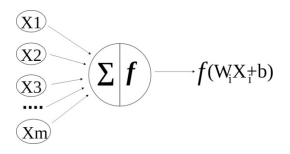 X1
X2
X3
....
Xm
Σ f
f(WiXi+b)